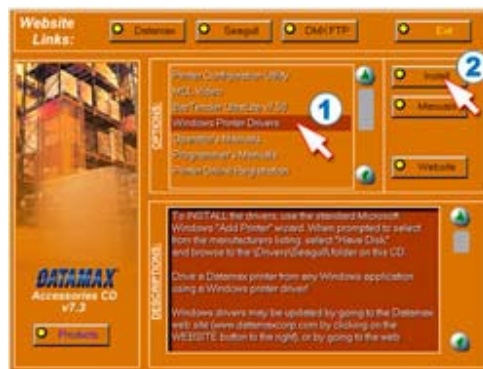 Website
Links:
Datamax
Seagull
DMX FTP
Exit
OPTIONS:
Printer Configuration Utility
MCL Video
BarTender UltraLite v7.50
Windows Printer Drivers
Operator's Manuals
Programmer's Manuals
Printer Online Registration
1
2
Install
Manuals
Website
DATAMAX
Accessories CD
v7.3
Products
DESCRIPTIONS:
To INSTALL the drivers, use the standard Microsoft
Windows "Add Printer" wizard. When prompted to select
from the manufacturers listing, select "Have Disk"
and browse to the \Drivers\Seagull\ folder on this CD.
Drive a Datamax printer from any Windows application
using a Windows printer driver!
Windows drivers may be updated by going to the Datamax
web site (www.datamaxcorp.com by clicking on the
WEBSITE button to the right), or by going to the web